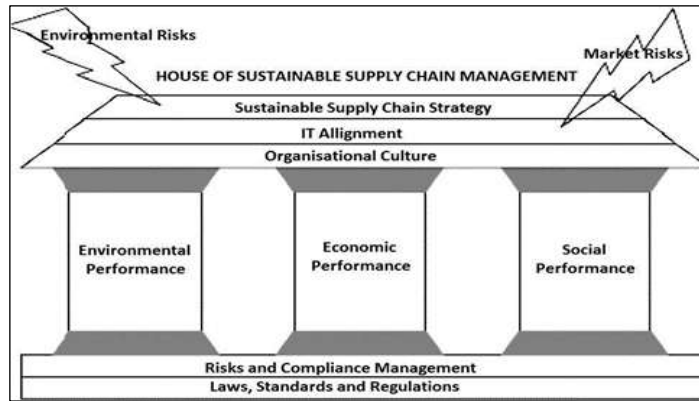 Environmental Risks
Market Risks
HOUSE OF SUSTAINABLE SUPPLY CHAIN MANAGEMENT
Sustainable Supply Chain Strategy
IT Allignment
Organisational Culture
Environmental
Performance
Economic
Performance
Social
Performance
Risks and Compliance Management
Laws, Standards and Regulations